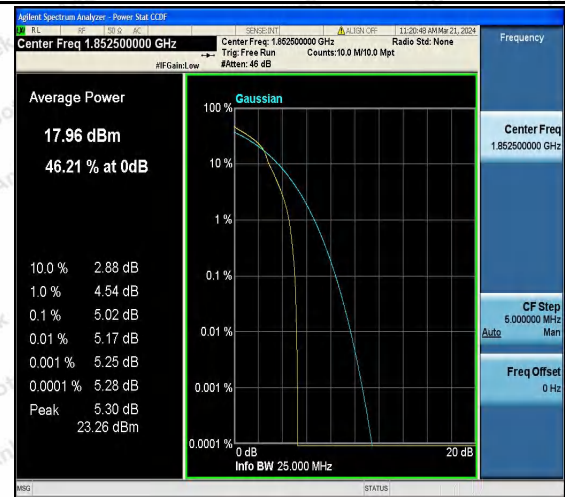 Agilent Spectrum Analyzer - Power Stat CCDF
RL RF 50 Ω AC SENSE:INT ALIGN OFF 11:20:48 AM Mar 21, 2024
Center Freq 1.852500000 GHz
Center Freq: 1.852500000 GHz Radio Std: None
Trig: Free Run Counts:10.0 M/10.0 Mpt
#IFGain:Low #Atten: 46 dB
Frequency
Average Power
17.96 dBm
46.21 % at 0dB
10.0 % 2.88 dB
1.0 % 4.54 dB
0.1 % 5.02 dB
0.01 % 5.17 dB
0.001 % 5.25 dB
0.0001 % 5.28 dB
Peak 5.30 dB
23.26 dBm
Gaussian
100 %
10 %
1 %
0.1 %
0.01 %
0.001 %
0.0001 %
0 dB 20 dB
Info BW 25.000 MHz
Center Freq
1.852500000 GHz
CF Step
5.000000 MHz
Auto Man
Freq Offset
0 Hz
MSG STATUS